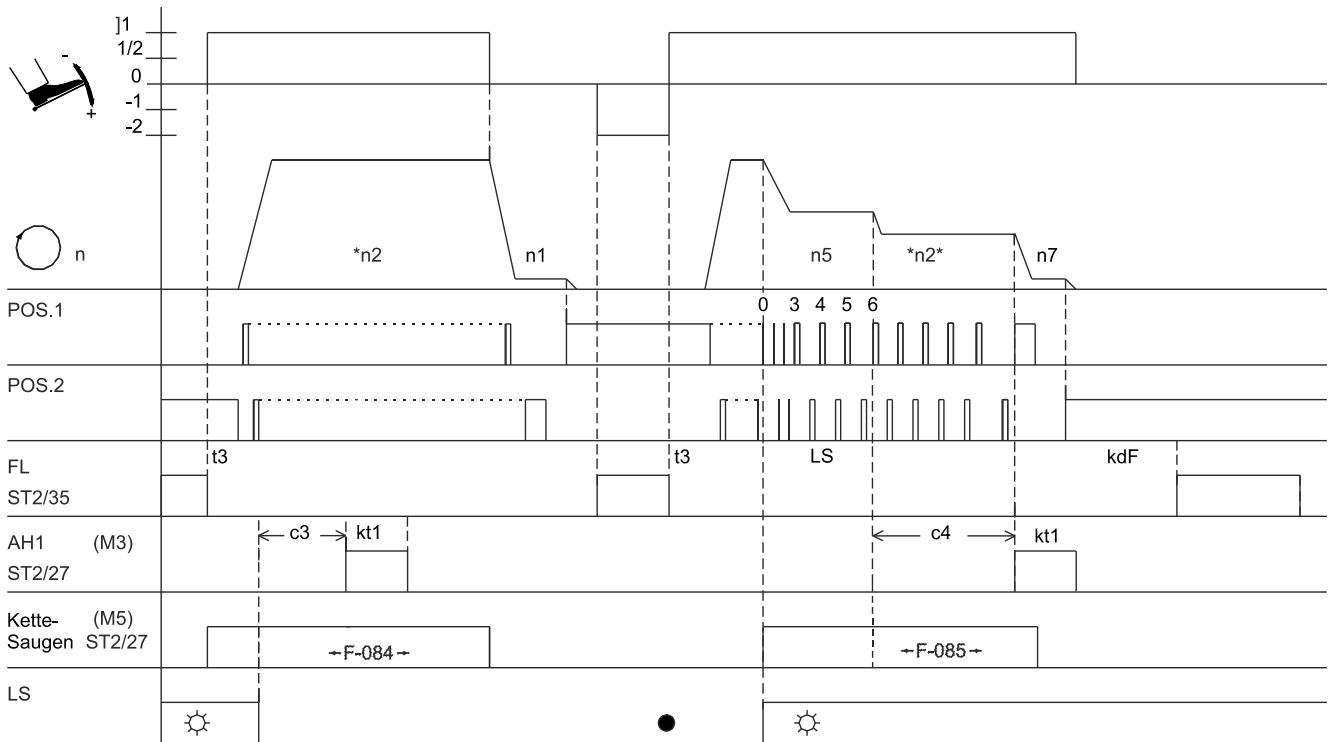 ]1
1/2
0
-1
-2
-
+
n
*n2
n1
n5
*n2*
n7
POS.1
0 3 4 5 6
POS.2
FL
ST2/35
t3
t3
LS
kdF
AH1 (M3)
ST2/27
c3
kt1
c4
kt1
Kette- (M5)
Saugen ST2/27
F-084
F-085
LS